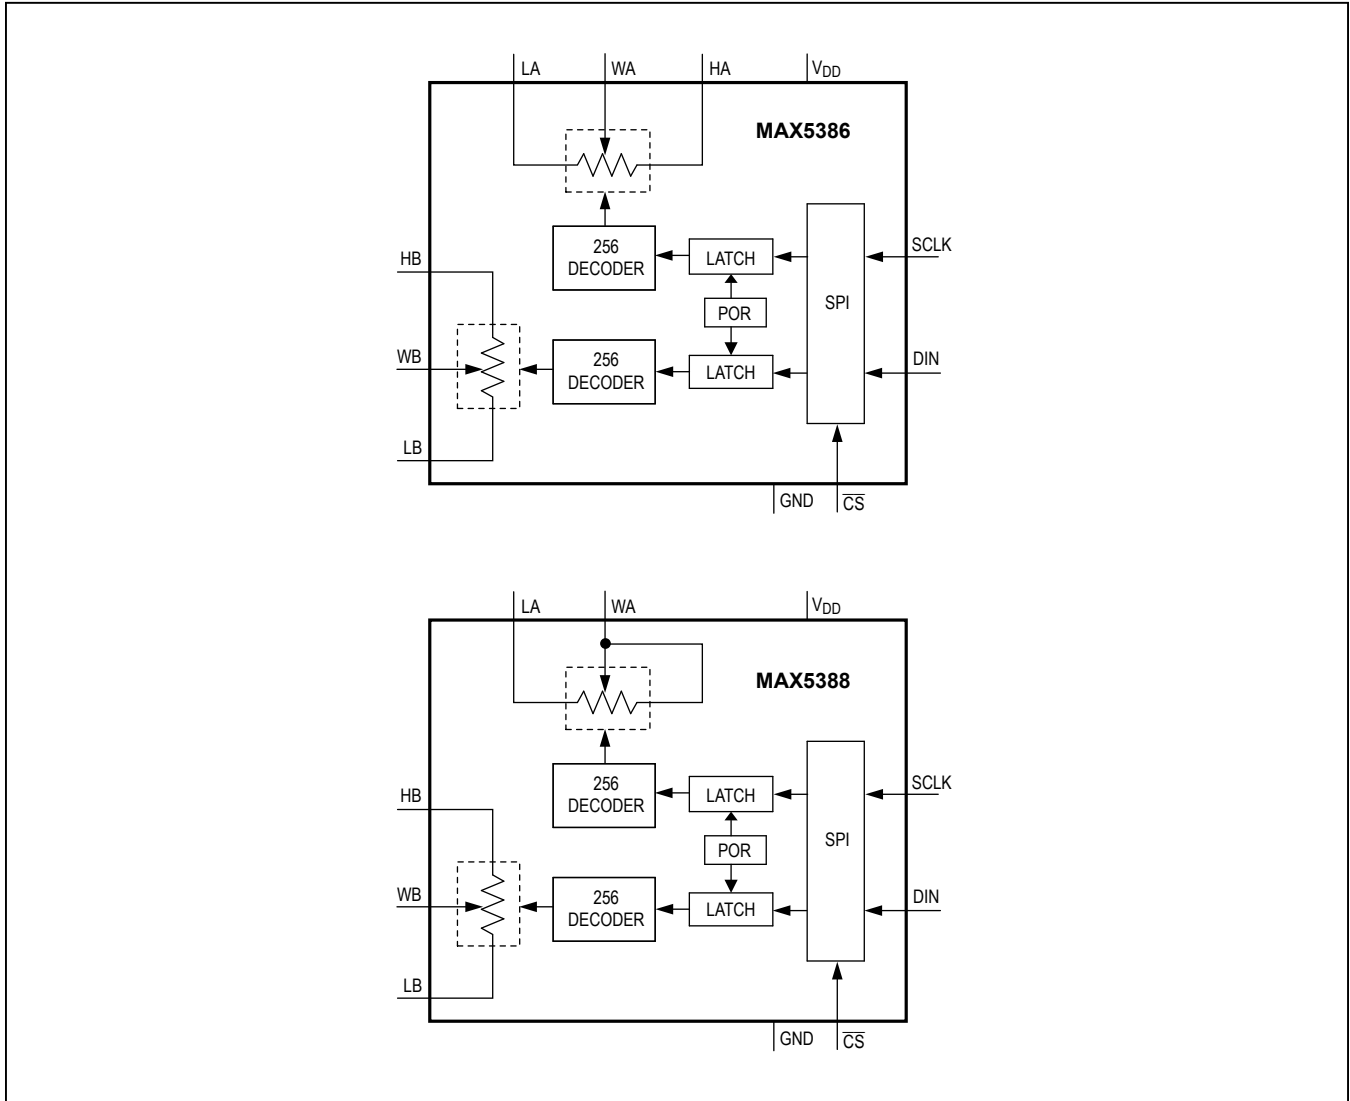 LA
WA
HA
VDD
MAX5386
256
DECODER
LATCH
SCLK
HB
SPI
POR
WB
256
DECODER
LATCH
DIN
LB
GND
CS
LA
WA
VDD
MAX5388
256
DECODER
LATCH
SCLK
HB
SPI
POR
WB
256
DECODER
LATCH
DIN
LB
GND
CS